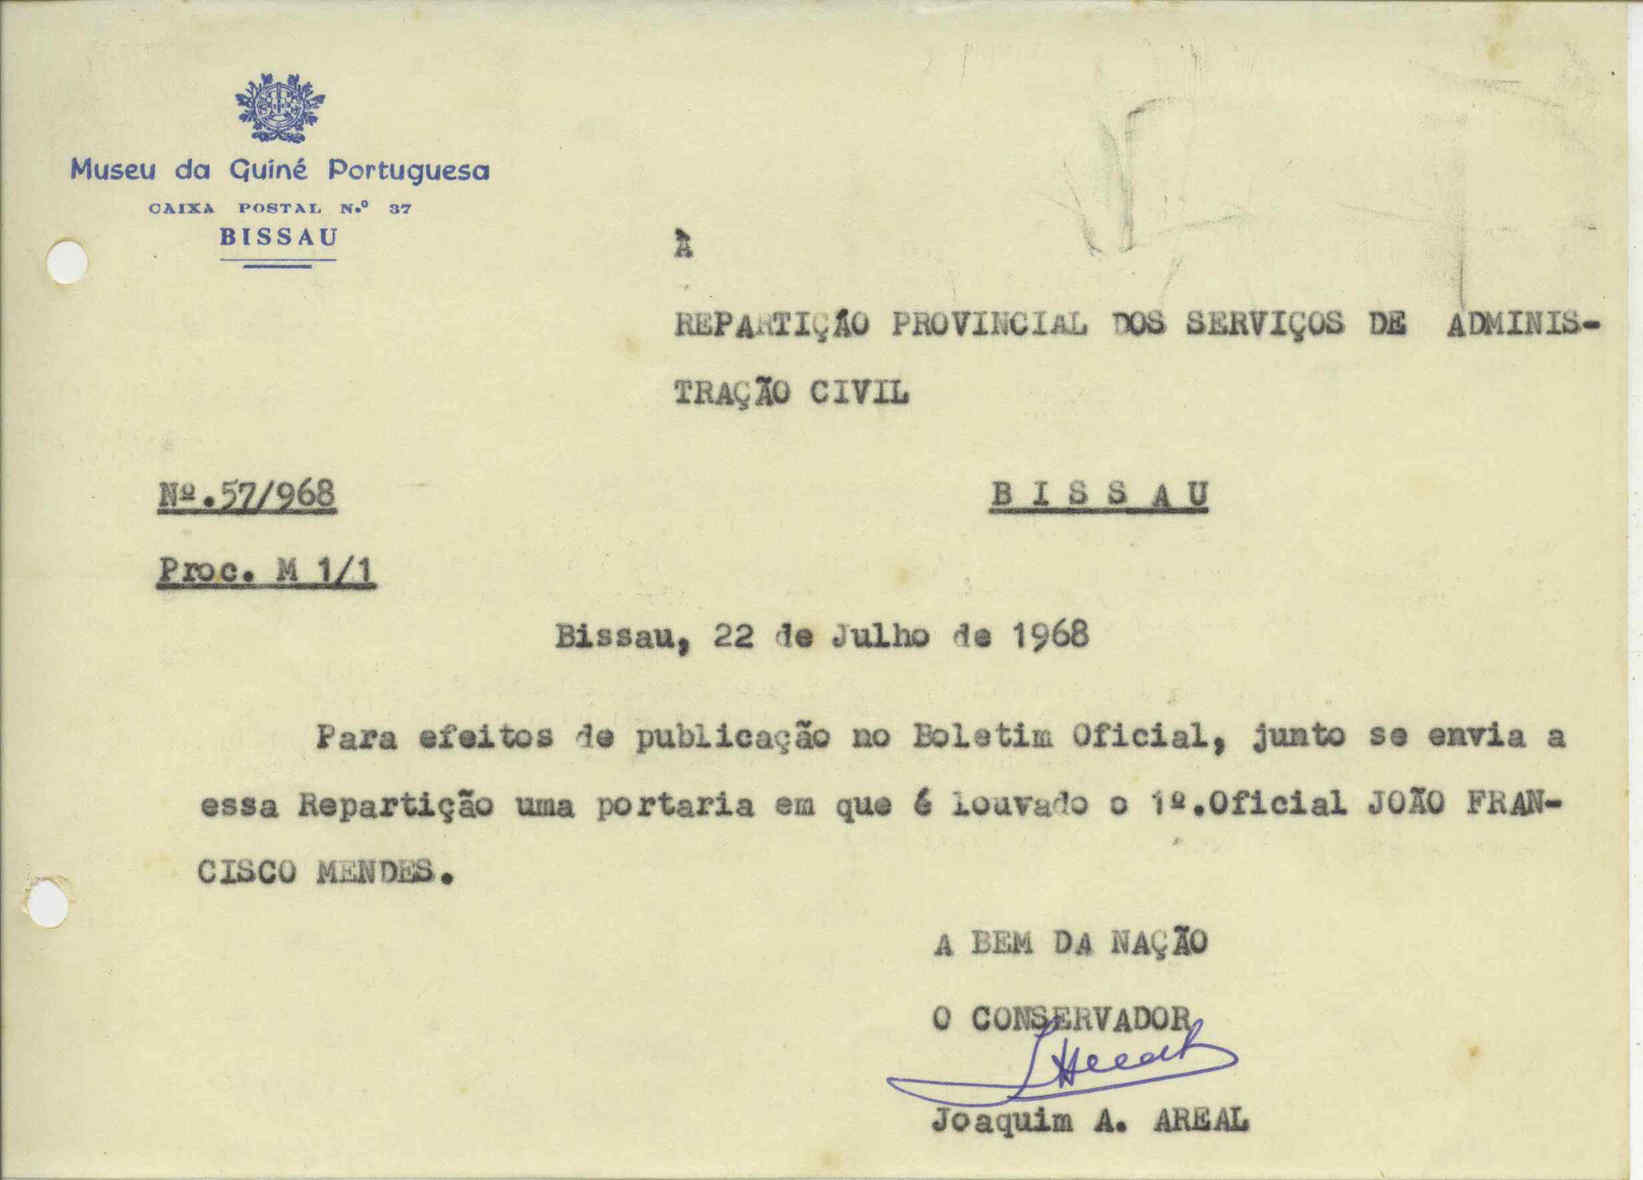 Museu da Guiné Portuguesa
CAIXA POSTAL N.º 37
BISSAU
À
REPARTIÇÃO PROVINCIAL DOS SERVIÇOS DE ADMINIS-
TRAÇÃO CIVIL
Nº.57/968
B I S S A U
Proc. M 1/1
Bissau, 22 de Julho de 1968
Para efeitos de publicação no Boletim Oficial, junto se envia a
essa Repartição uma portaria em que é louvado o 1º.Oficial JOÃO FRAN-
CISCO MENDES.
A BEM DA NAÇÃO
O CONSERVADOR
Joaquim A. AREAL